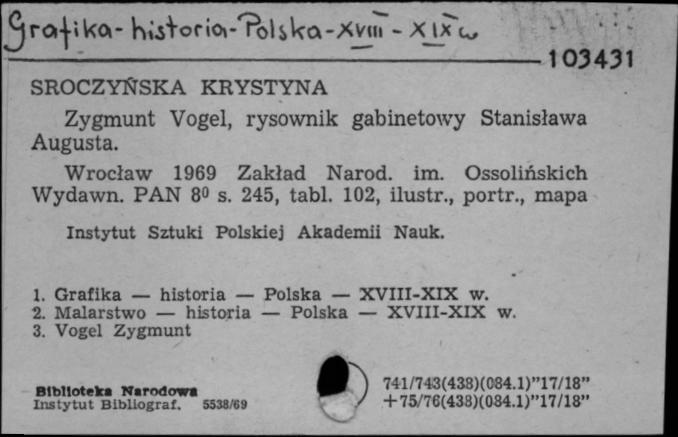 Grafika - historia - Polska - XVIII - XIX w
103431
SROCZYŃSKA KRYSTYNA
Zygmunt Vogel, rysownik gabinetowy Stanisława
Augusta.
Wrocław 1969 Zakład Narod. im. Ossolińskich
Wydawn. PAN 8⁰ s. 245, tabl. 102, ilustr., portr., mapa
Instytut Sztuki Polskiej Akademii Nauk.
1. Grafika — historia — Polska — XVIII-XIX w.
2. Malarstwo — historia — Polska — XVIII-XIX w.
3. Vogel Zygmunt
Biblioteka Narodowa
Instytut Bibliograf. 5538/69
741/743(438)(084.1)"17/18"
+75/76(438)(084.1)"17/18"